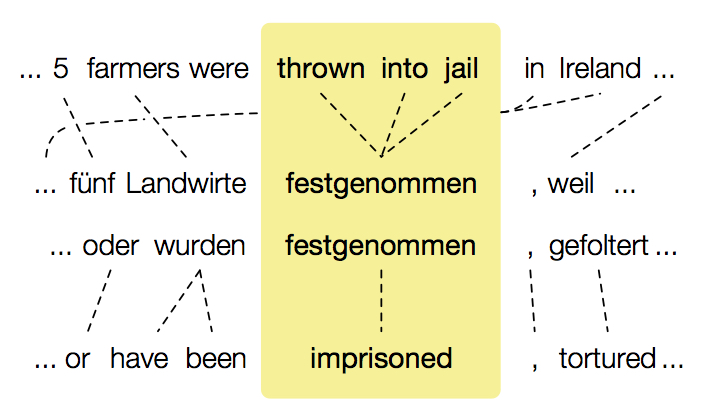 ... 5 farmers were thrown into jail in Ireland ...
... fünf Landwirte festgenommen , weil ...
... oder wurden festgenommen , gefoltert ...
... or have been imprisoned , tortured ...